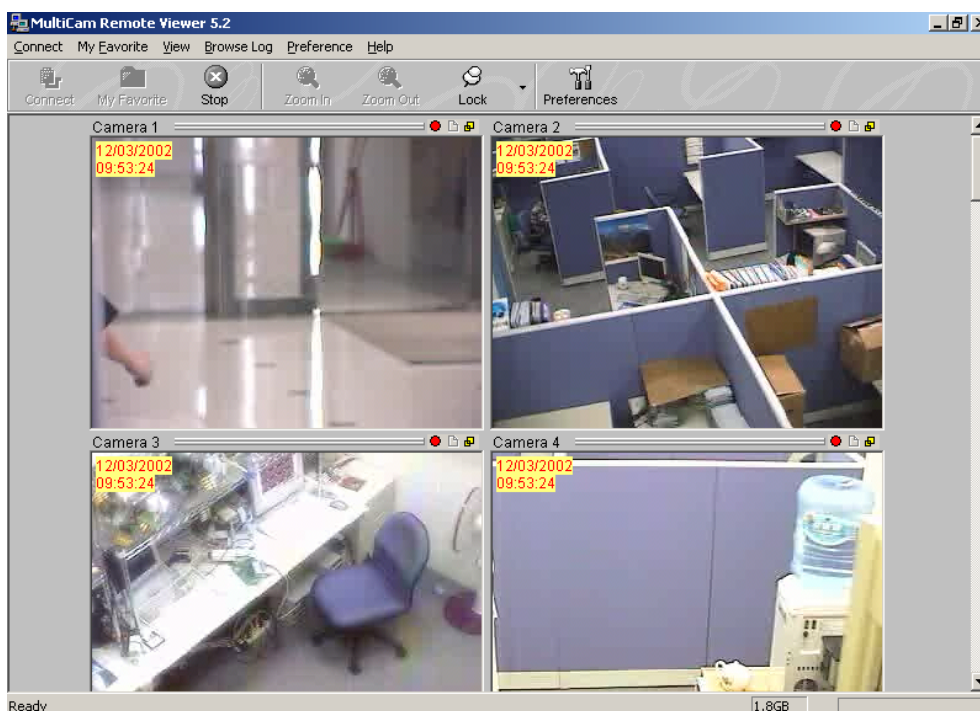 MultiCam Remote Viewer 5.2
Connect My Favorite View Browse Log Preference Help
Connect My Favorite Stop Zoom In Zoom Out Lock Preferences
Camera 1
12/03/2002
09:53:24
Camera 2
12/03/2002
09:53:24
Camera 3
12/03/2002
09:53:24
Camera 4
12/03/2002
09:53:24
Ready 1.8GB